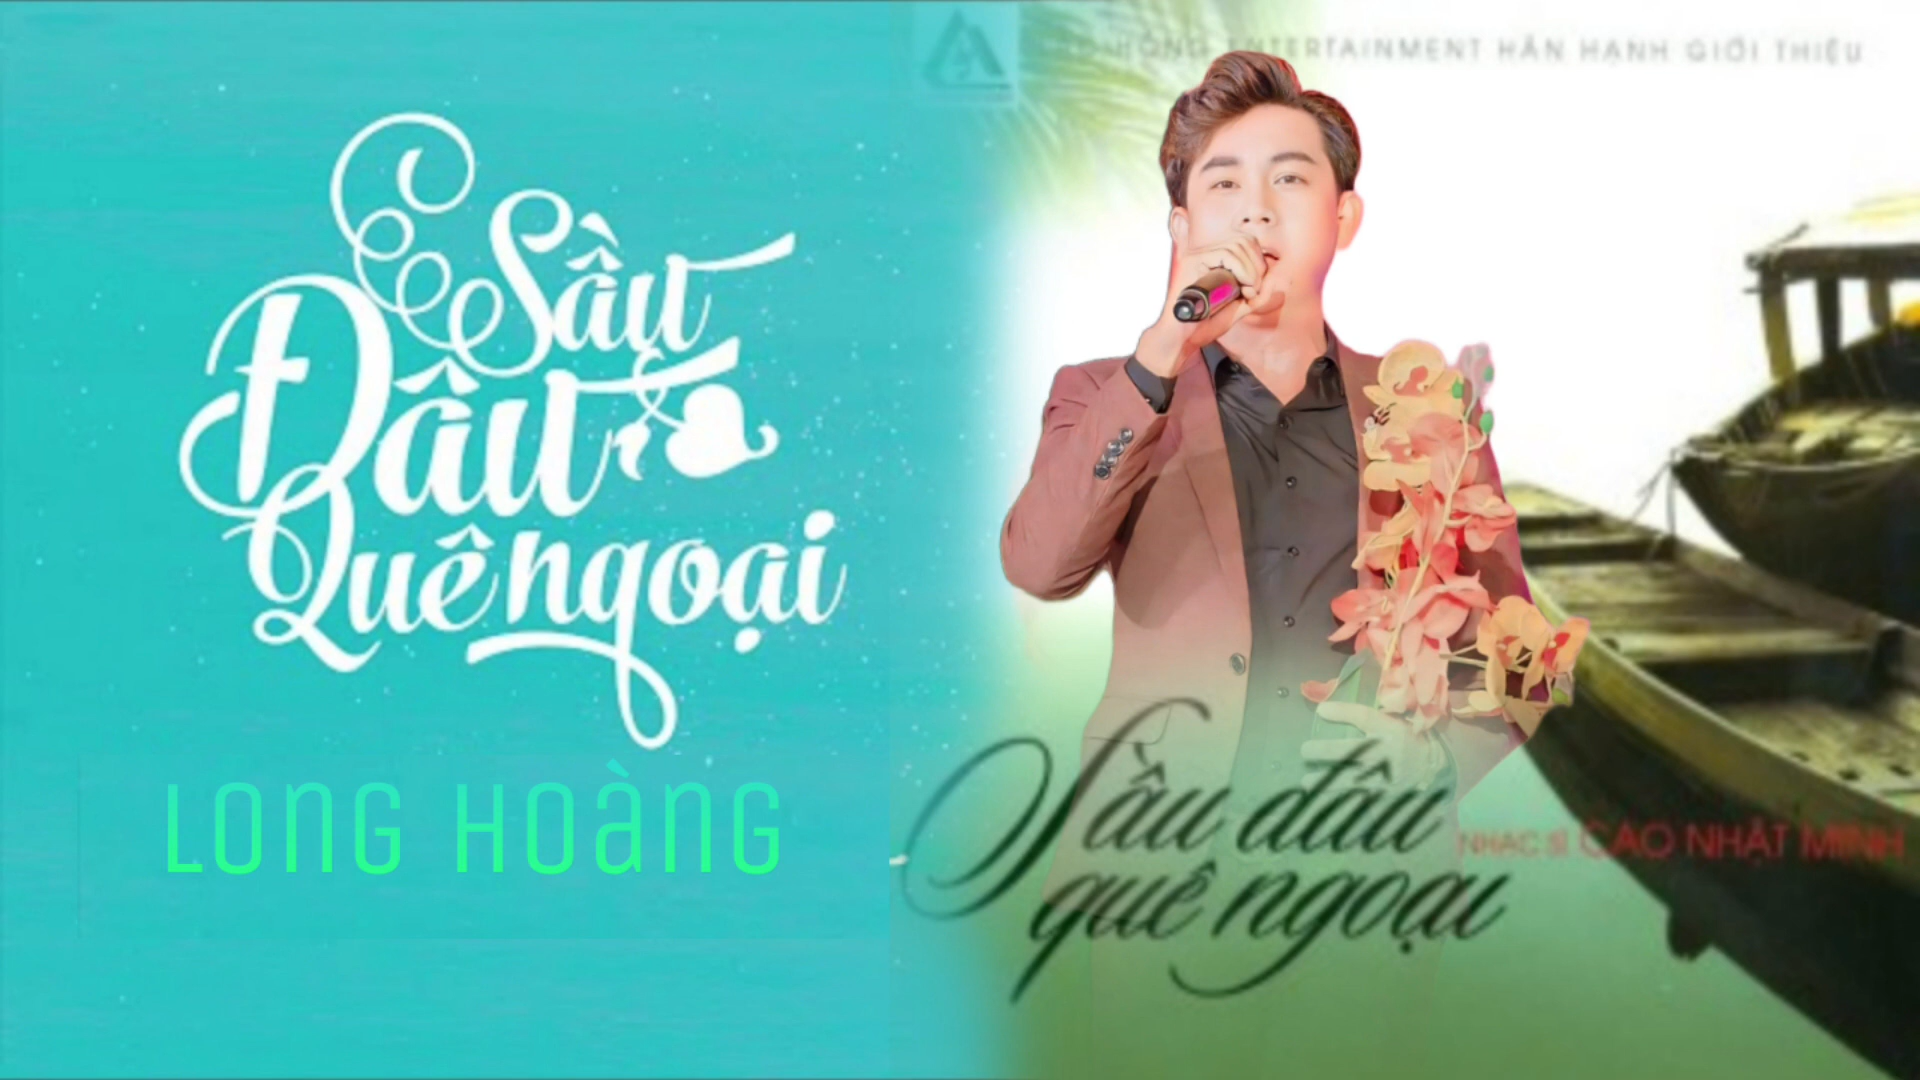 Sầu
Đâu
Quê ngoại
Long Hoàng
HỒNG ENTERTAINMENT HÂN HẠNH GIỚI THIỆU
Sầu đâu
quê ngoại
NHẠC SĨ CAO NHẬT MINH